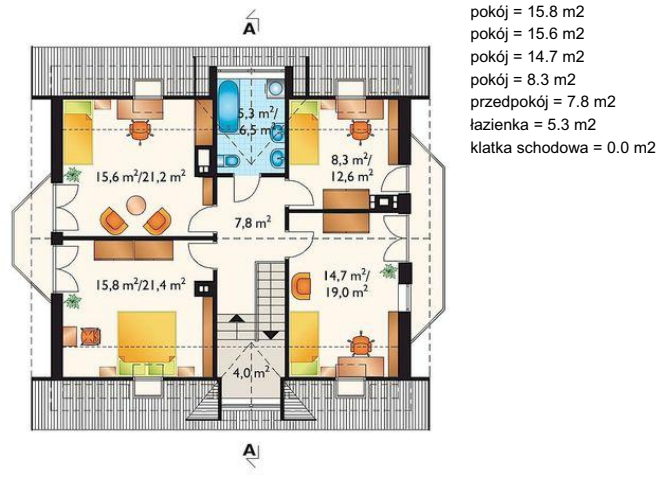 A
pokój = 15.8 m2
pokój = 15.6 m2
pokój = 14.7 m2
pokój = 8.3 m2
przedpokój = 7.8 m2
łazienka = 5.3 m2
klatka schodowa = 0.0 m2
5,3 m²/
6,5 m²
15,6 m²/21,2 m²
8,3 m²/
12,6 m²
7,8 m²
15,8 m²/21,4 m²
14,7 m²/
19,0 m²
4,0 m²
A